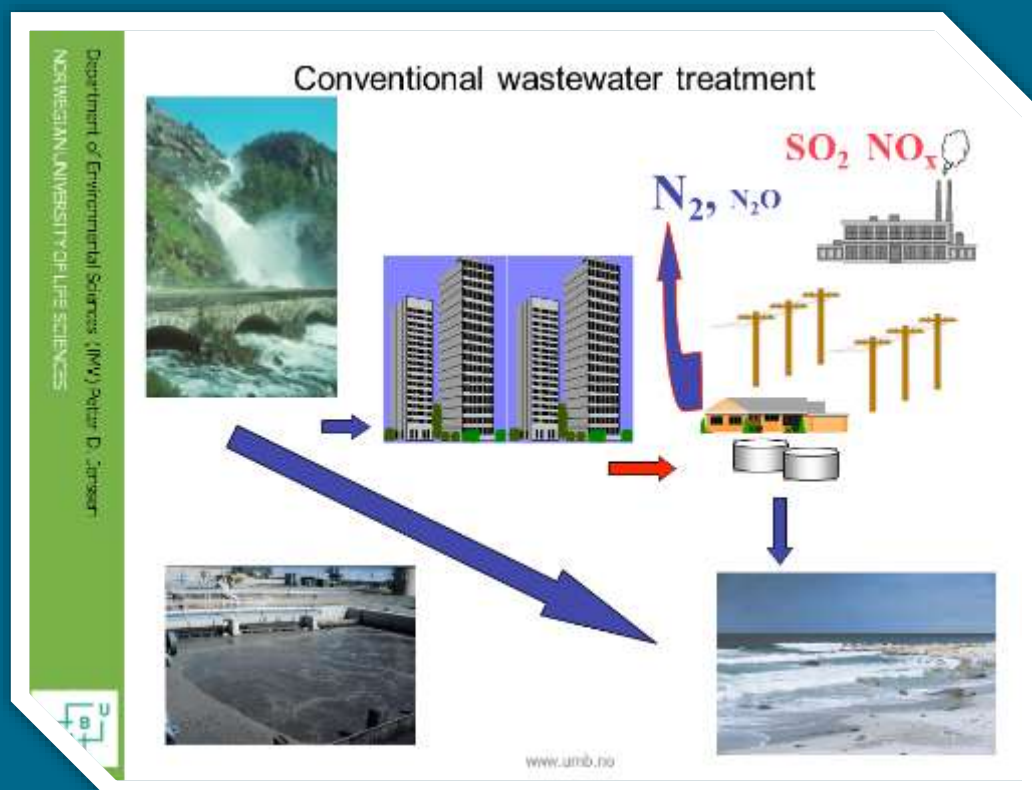 Conventional wastewater treatment
SO₂ NOₓ
N₂, N₂O
Department of Environmental Sciences (IMV) Peter D. Jenssen
NORWEGIAN UNIVERSITY OF LIFE SCIENCES
U
B
www.umb.no